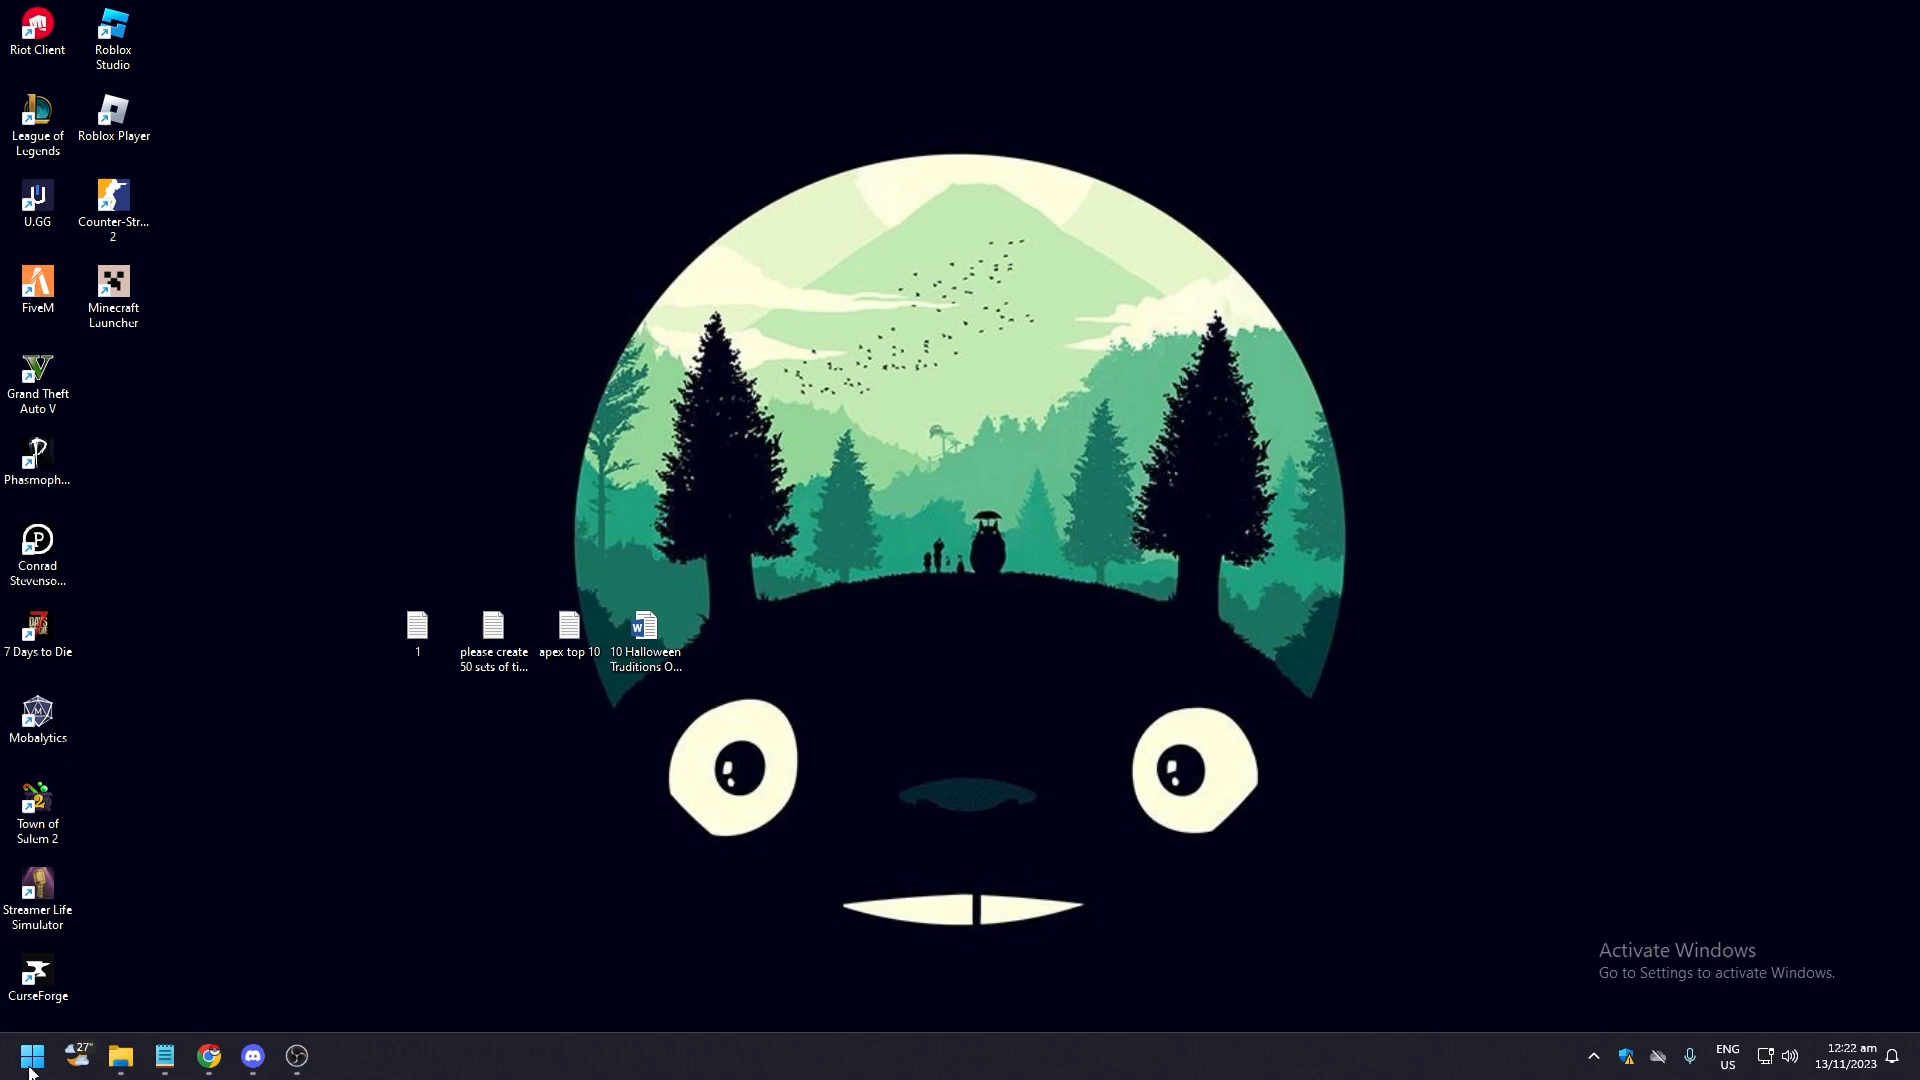 Riot Client
Roblox
Studio
League of
Legends
Roblox Player
U.GG
Counter-Str...
2
FiveM
Minecraft
Launcher
Grand Theft
Auto V
Phasmoph...
Conrad
Stevenso...
7 Days to Die
1
please create
50 sets of ti...
apex top 10
10 Halloween
Traditions O...
Mobalytics
Town of
Salem 2
Streamer Life
Simulator
CurseForge
Activate Windows
Go to Settings to activate Windows.
27°
ENG
US
12:22 am
13/11/2023